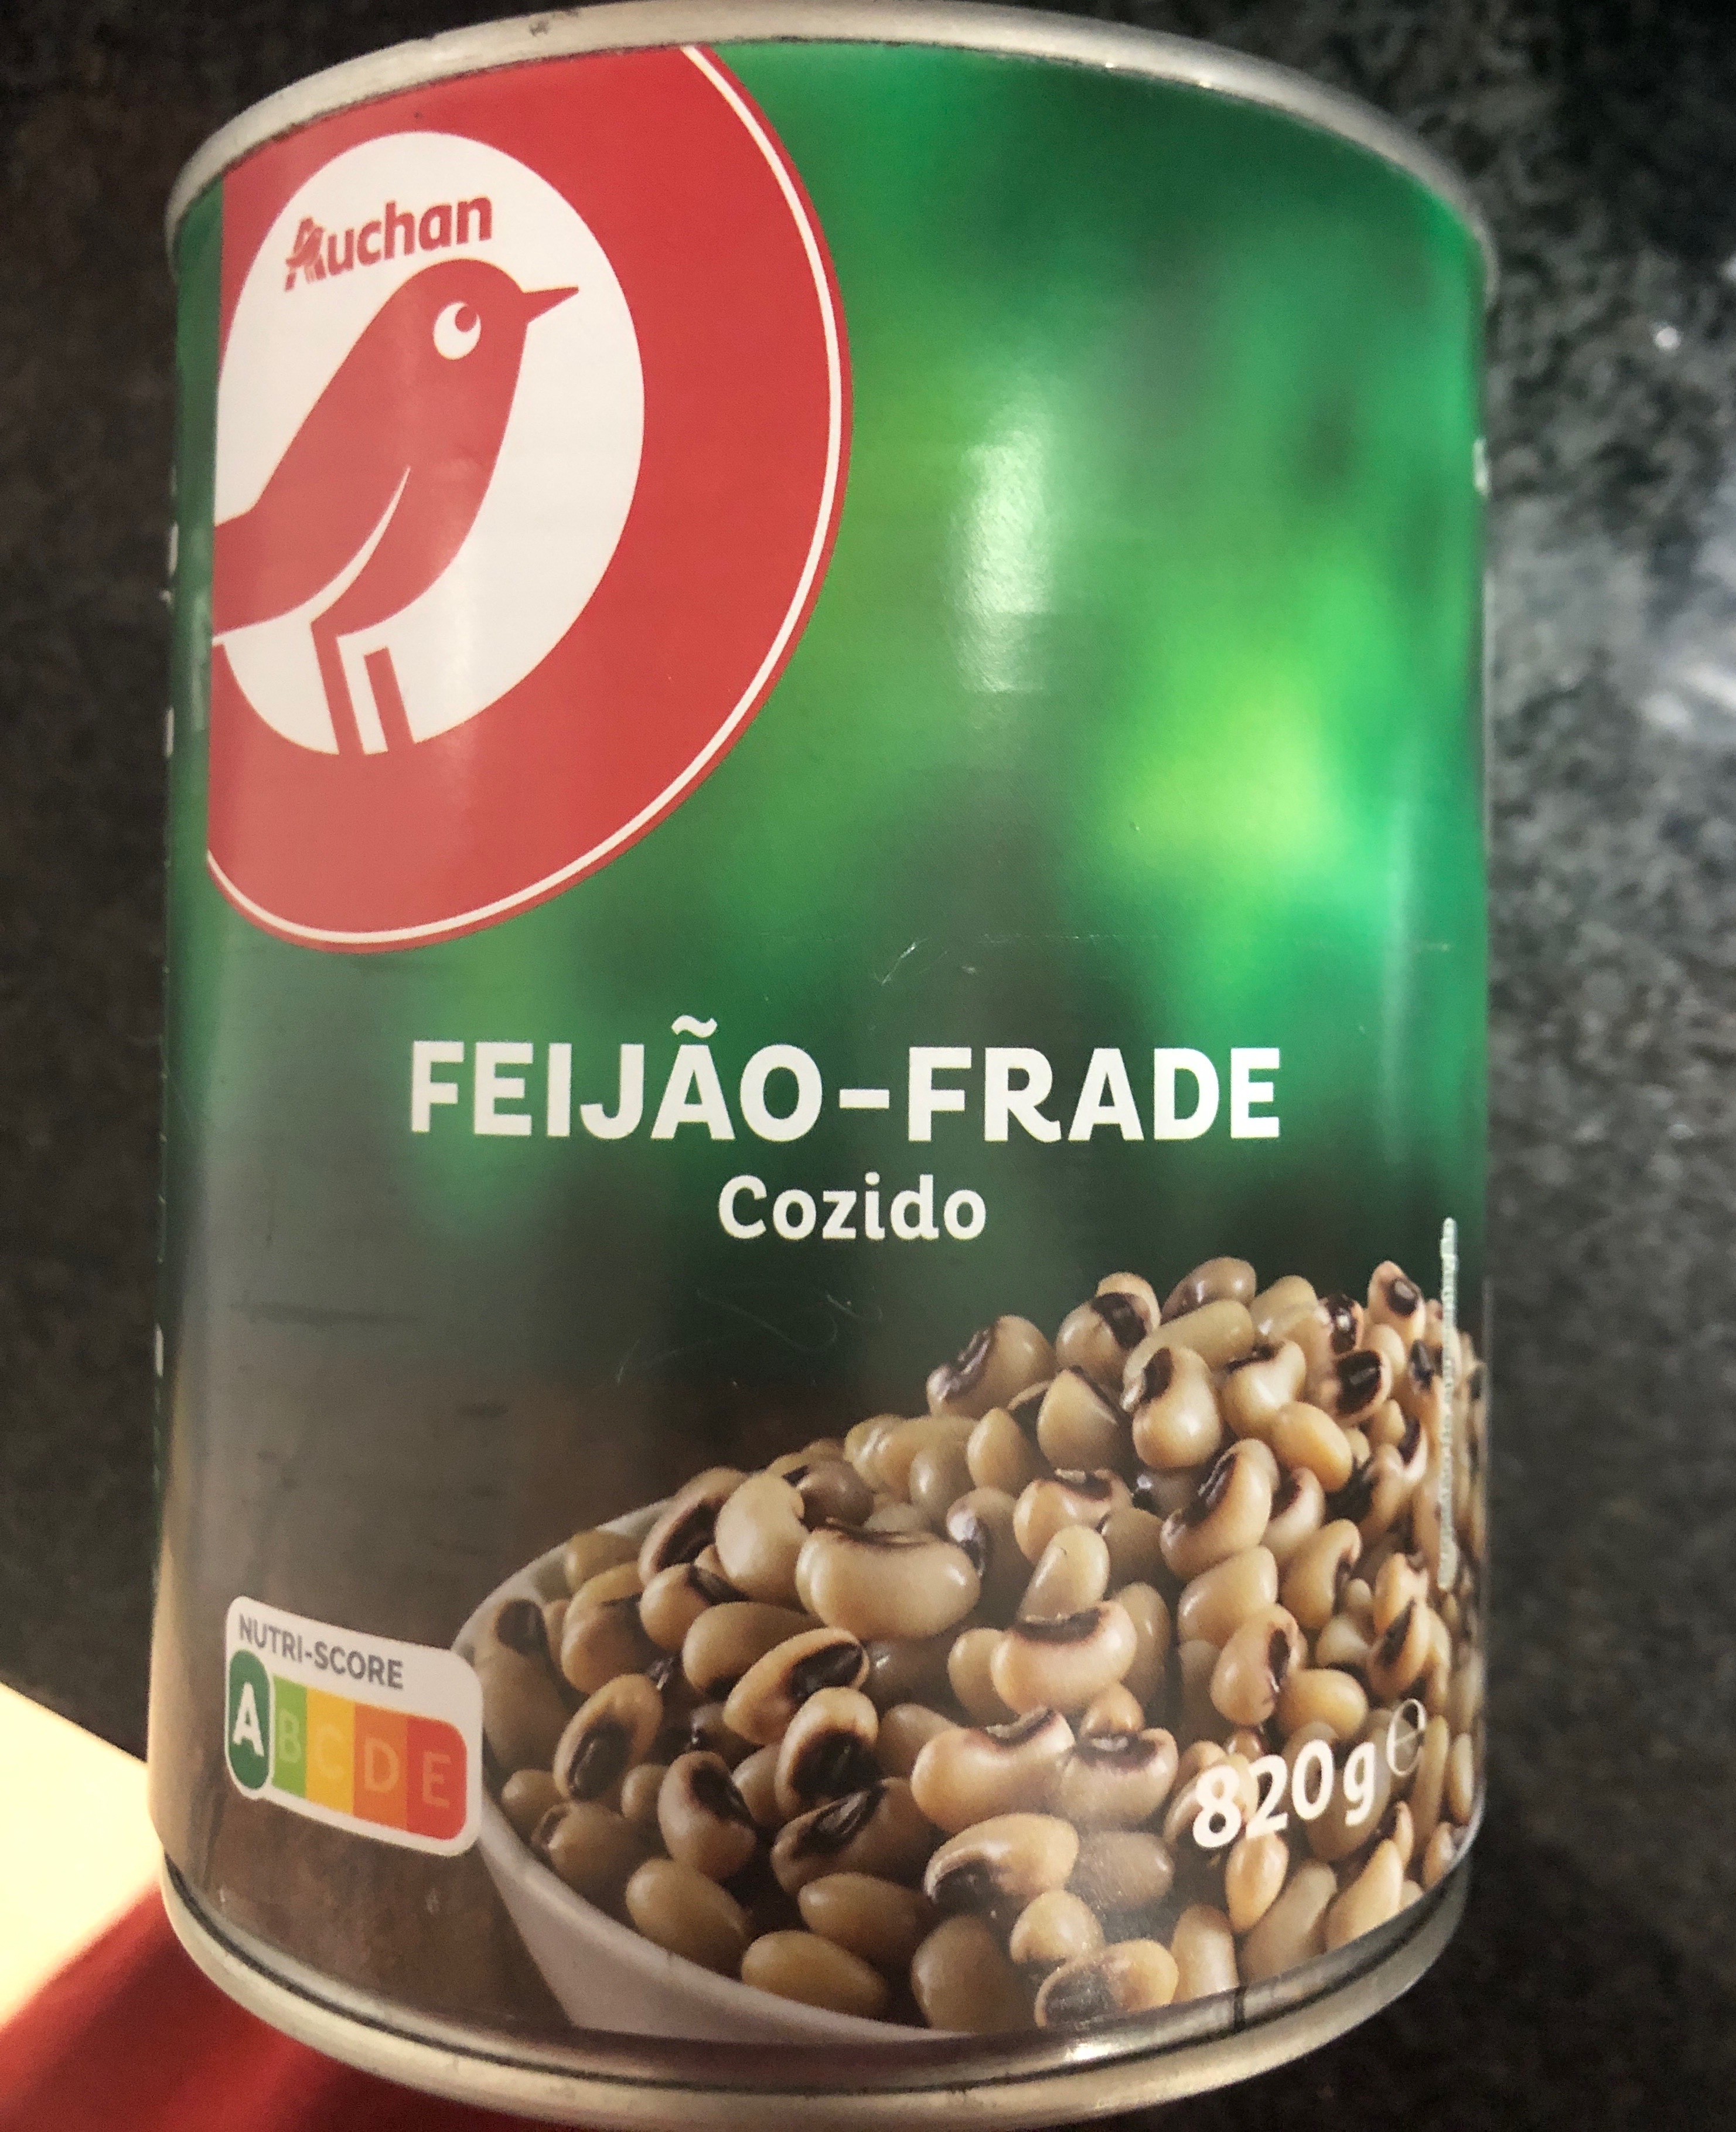 Auchan
FEIJÃO-FRADE
Cozido
NUTRI-SCORE
A B C D E
820g e